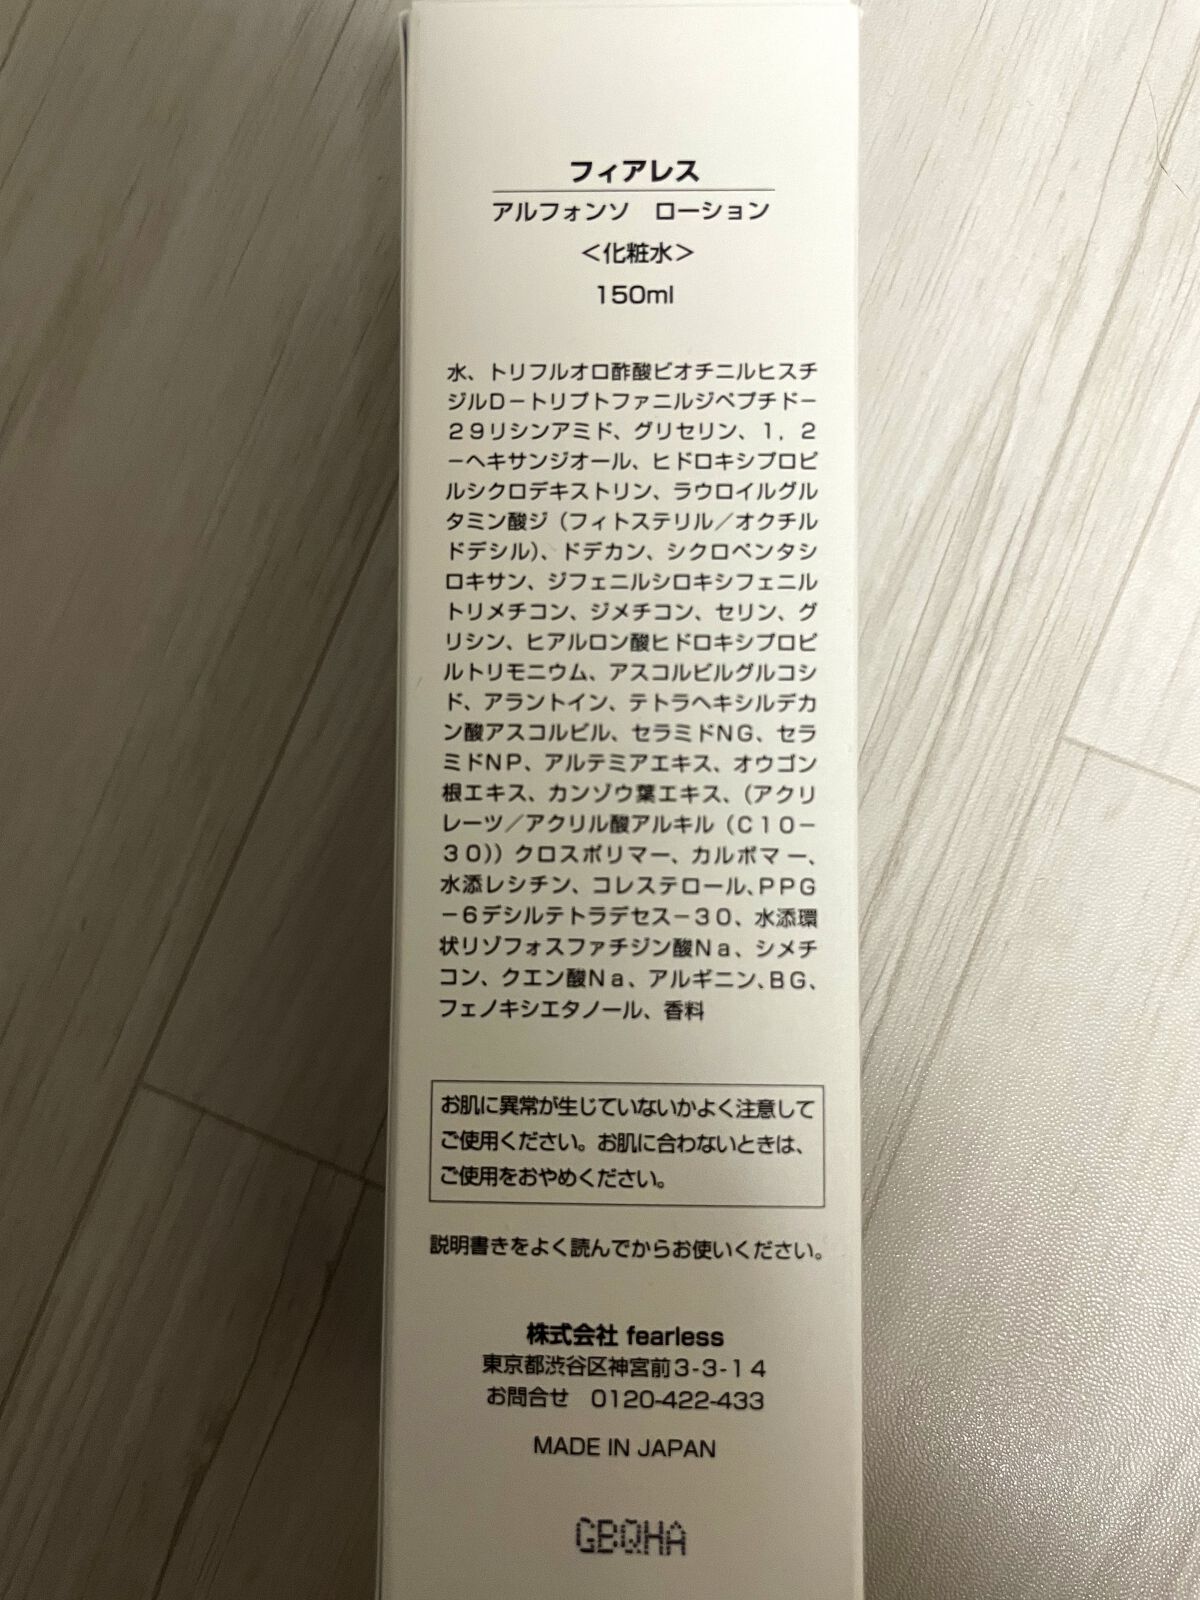 フィアレス
アルフォンソ　ローション
＜化粧水＞
150ml
水、トリフルオロ酢酸ビオチニルヒスチ
ジルD－トリプトファニルジペプチド－
29リシンアミド、グリセリン、1，2
－ヘキサンジオール、ヒドロキシプロピ
ルシクロデキストリン、ラウロイルグル
タミン酸ジ（フィトステリル／オクチル
ドデシル）、ドデカン、シクロペンタシ
ロキサン、ジフェニルシロキシフェニル
トリメチコン、ジメチコン、セリン、グ
リシン、ヒアルロン酸ヒドロキシプロピ
ルトリモニウム、アスコルビルグルコシ
ド、アラントイン、テトラヘキシルデカ
ン酸アスコルビル、セラミドNG、セラ
ミドNP、アルテミアエキス、オウゴン
根エキス、カンゾウ葉エキス、（アクリ
レーツ／アクリル酸アルキル（C10－
30））クロスポリマー、カルボマー、
水添レシチン、コレステロール、PPG
－6デシルテトラデセス－30、水添環
状リゾフォスファチジン酸Na、シメチ
コン、クエン酸Na、アルギニン、BG、
フェノキシエタノール、香料
お肌に異常が生じていないかよく注意して
ご使用ください。お肌に合わないときは、
ご使用をおやめください。
説明書きをよく読んでからお使いください。
株式会社 fearless
東京都渋谷区神宮前3-3-14
お問合せ　0120-422-433
MADE IN JAPAN
GBQHA